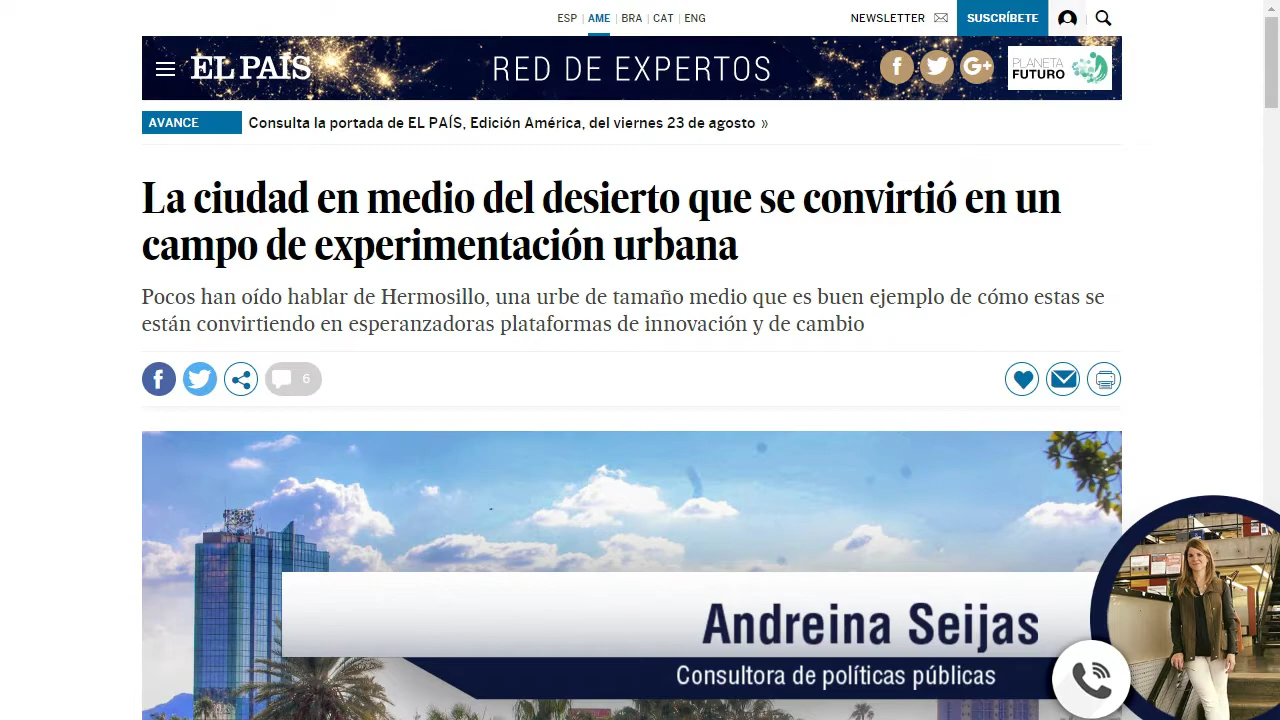 ESP | AME | BRA | CAT | ENG
NEWSLETTER
SUSCRÍBETE
EL PAÍS
RED DE EXPERTOS
f
G+
PLANETA
FUTURO
AVANCE
Consulta la portada de EL PAÍS, Edición América, del viernes 23 de agosto »
La ciudad en medio del desierto que se convirtió en un
campo de experimentación urbana
Pocos han oído hablar de Hermosillo, una urbe de tamaño medio que es buen ejemplo de cómo estas se
están convirtiendo en esperanzadoras plataformas de innovación y de cambio
f
6
Andreina Seijas
Consultora de políticas públicas